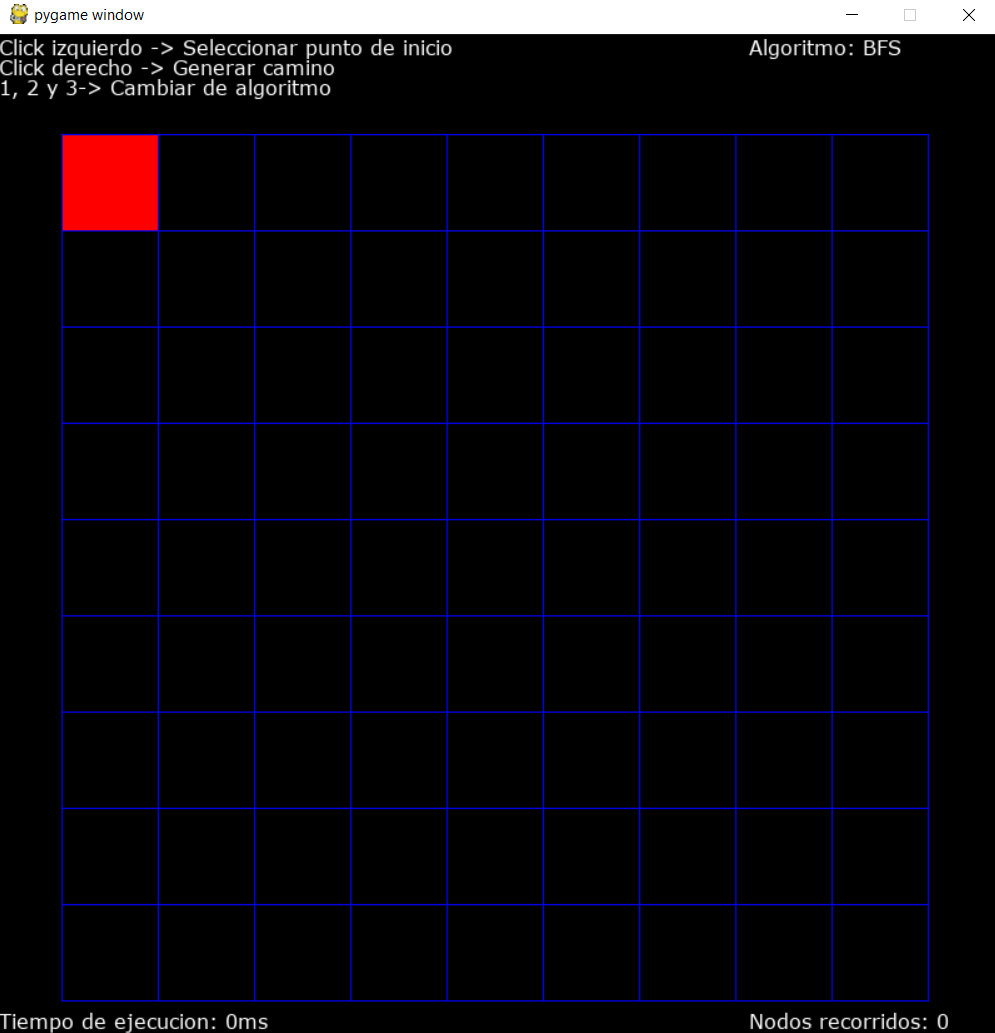 pygame window
Click izquierdo -> Seleccionar punto de inicio
Algoritmo: BFS
Click derecho -> Generar camino
1, 2 y 3-> Cambiar de algoritmo
Tiempo de ejecucion: 0ms
Nodos recorridos: 0